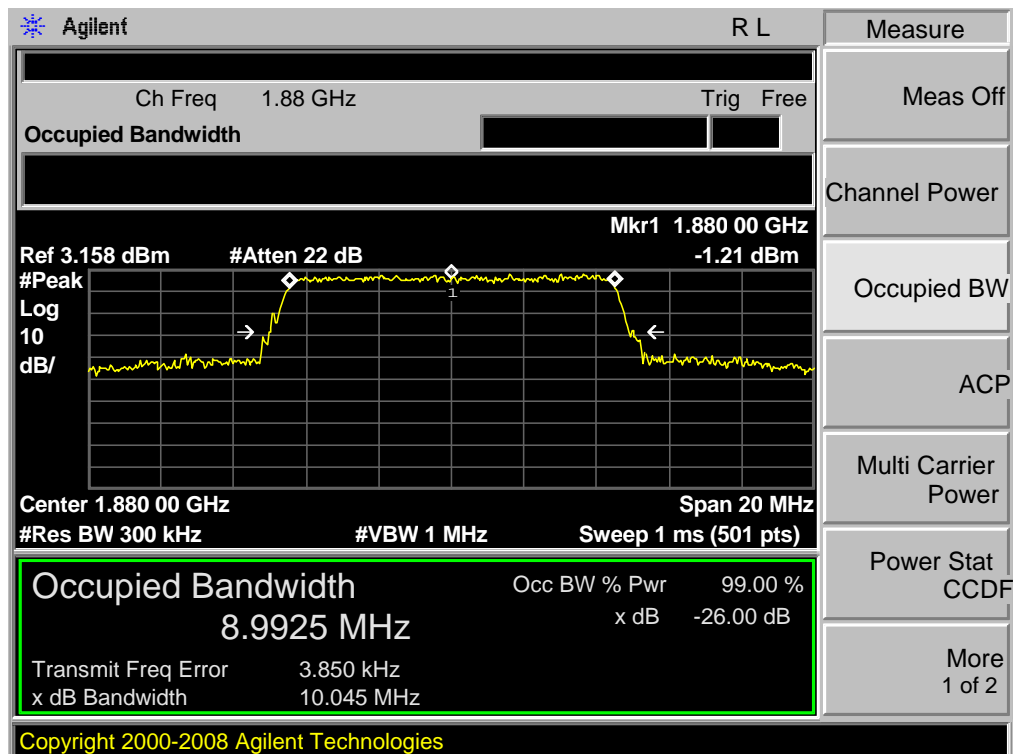 Agilent R L
Ch Freq 1.88 GHz Trig Free
Occupied Bandwidth
Mkr1 1.880 00 GHz
Ref 3.158 dBm #Atten 22 dB -1.21 dBm
#Peak
Log
10
dB/
1
Center 1.880 00 GHz Span 20 MHz
#Res BW 300 kHz #VBW 1 MHz Sweep 1 ms (501 pts)
Occupied Bandwidth Occ BW % Pwr 99.00 %
8.9925 MHz x dB -26.00 dB
Transmit Freq Error 3.850 kHz
x dB Bandwidth 10.045 MHz
Copyright 2000-2008 Agilent Technologies
Measure
Meas Off
Channel Power
Occupied BW
ACP
Multi Carrier
Power
Power Stat
CCDF
More
1 of 2